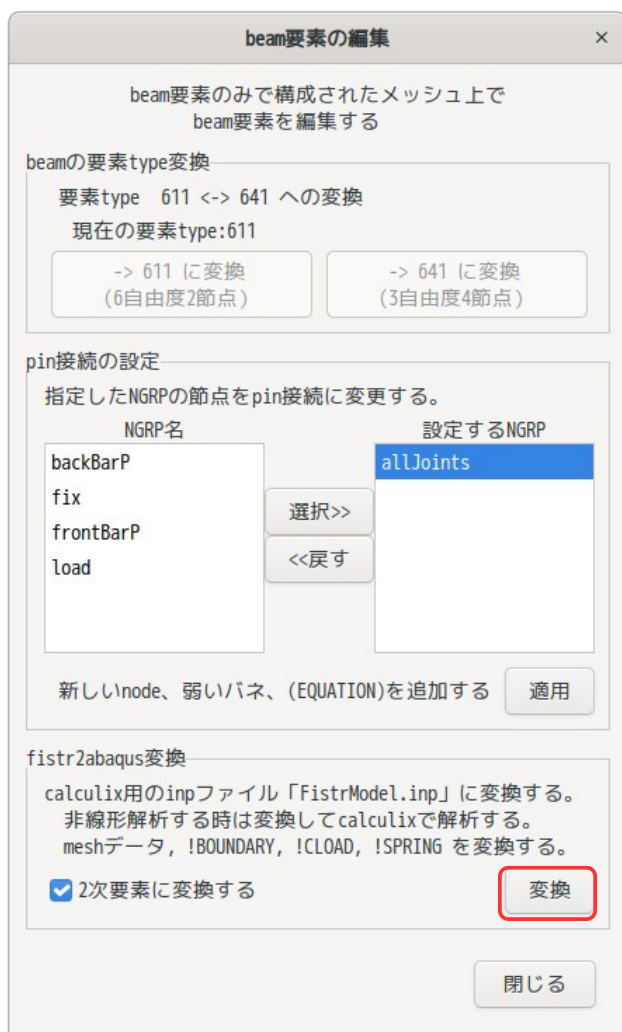 beam要素の編集 ×
beam要素のみで構成されたメッシュ上で
beam要素を編集する
beamの要素type変換
要素type 611 <-> 641 への変換
現在の要素type:611
-> 611 に変換
(6自由度2節点)
-> 641 に変換
(3自由度4節点)
pin接続の設定
指定したNGRPの節点をpin接続に変更する。
NGRP名
設定するNGRP
backBarP
fix
frontBarP
load
選択>>
<<戻す
allJoints
新しいnode、弱いバネ、(EQUATION)を追加する
適用
fistr2abaqus変換
calculix用のinpファイル「FistrModel.inp」に変換する。
非線形解析する時は変換してcalculixで解析する。
meshデータ, !BOUNDARY, !CLOAD, !SPRING を変換する。
2次要素に変換する
変換
閉じる